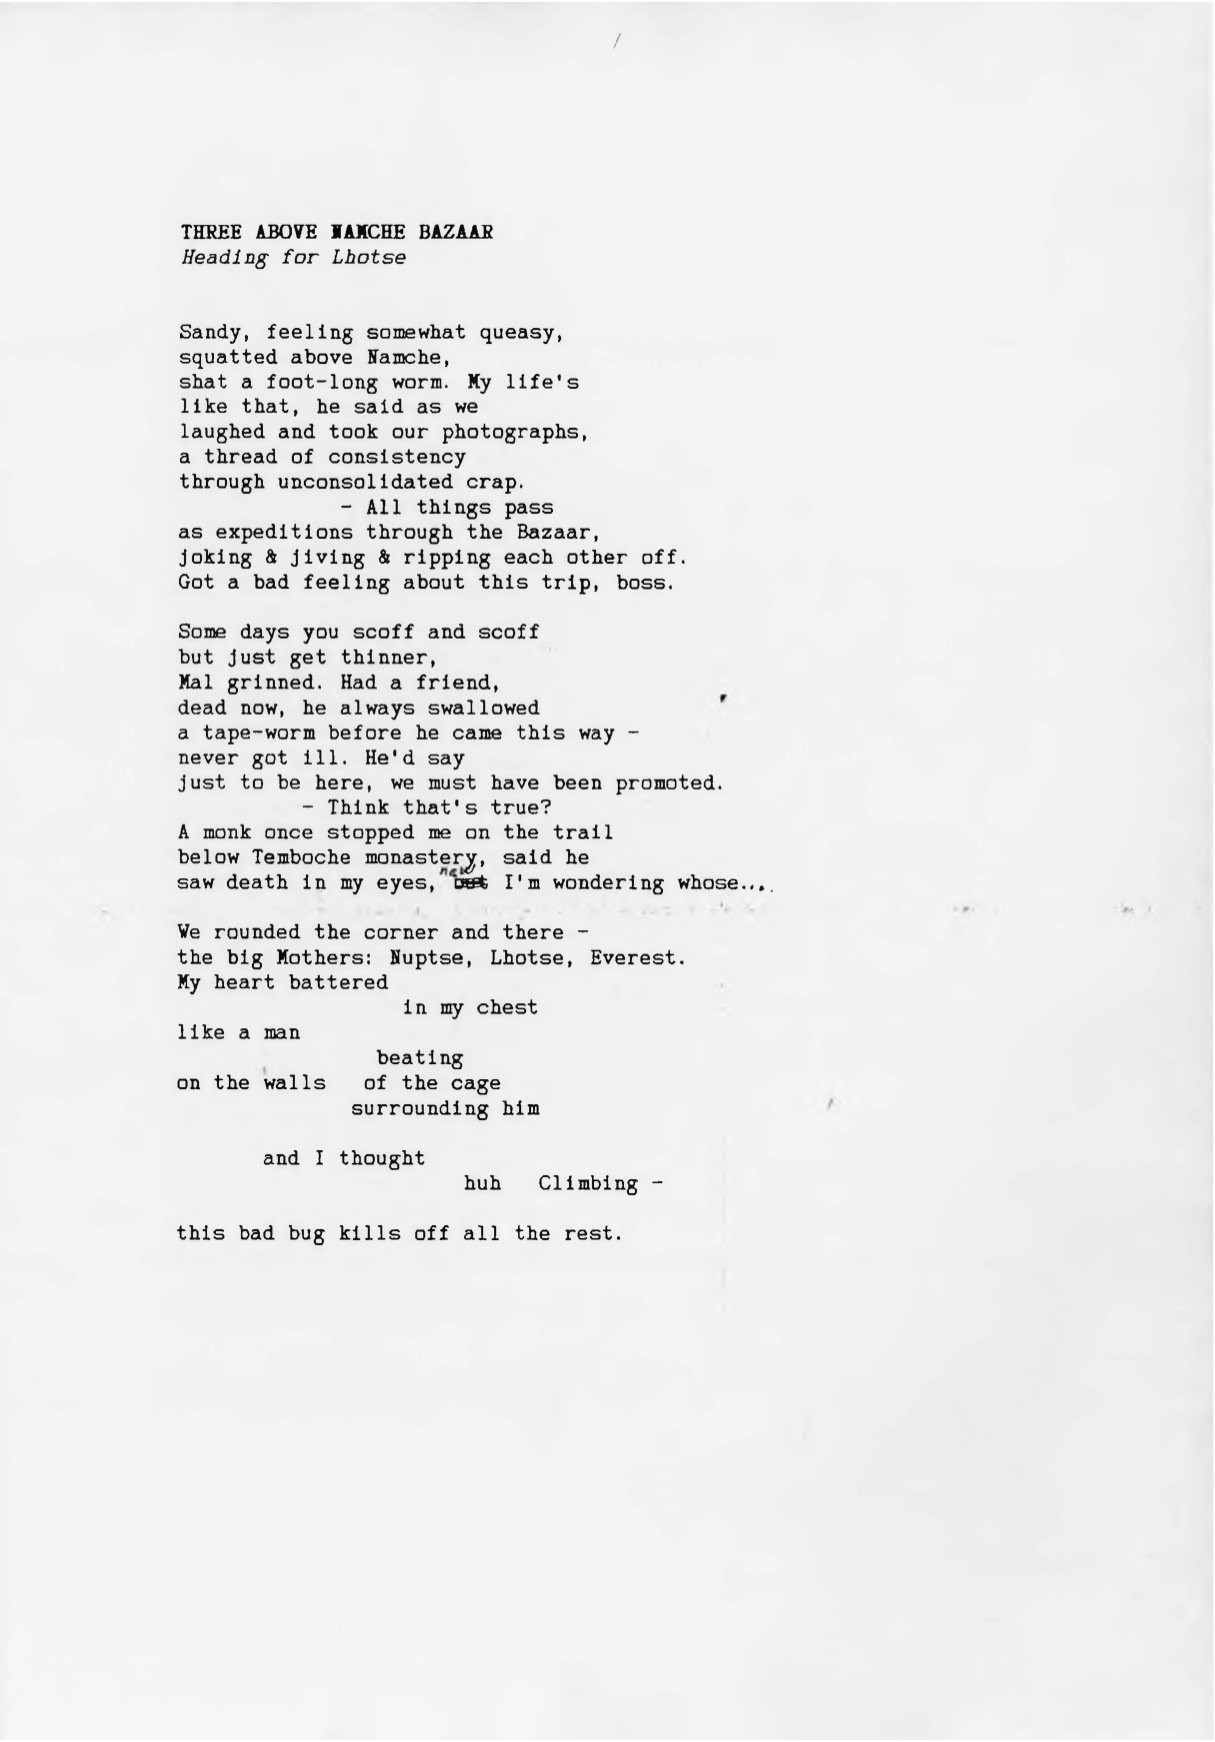 /
THREE ABOVE NAMCHE BAZAAR
Heading for Lhotse
Sandy, feeling somewhat queasy,
squatted above Namche,
shat a foot-long worm. My life's
like that, he said as we
laughed and took our photographs,
a thread of consistency
through unconsolidated crap.
- All things pass
as expeditions through the Bazaar,
joking & jiving & ripping each other off.
Got a bad feeling about this trip, boss.
Some days you scoff and scoff
but just get thinner,
Mal grinned. Had a friend,
dead now, he always swallowed
a tape-worm before he came this way -
never got ill. He'd say
just to be here, we must have been promoted.
- Think that's true?
A monk once stopped me on the trail
below Temboche monastery, said he
new
saw death in my eyes, but I'm wondering whose....
We rounded the corner and there -
the big Mothers: Nuptse, Lhotse, Everest.
My heart battered
in my chest
like a man
beating
on the walls of the cage
surrounding him
and I thought
huh Climbing -
this bad bug kills off all the rest.